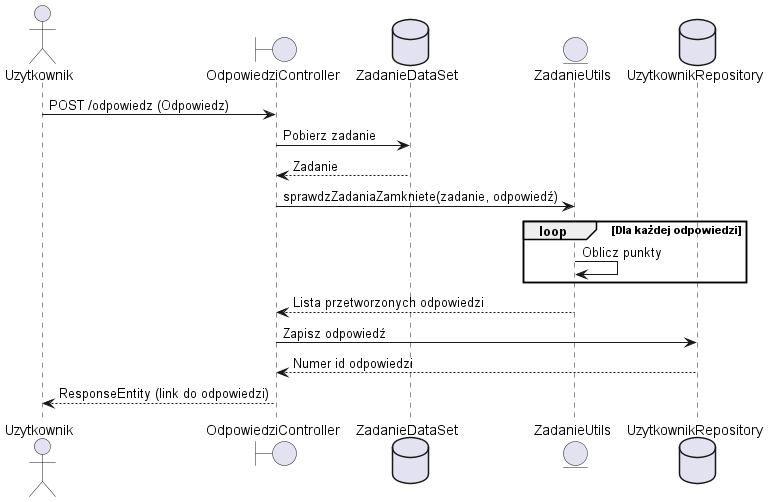 Uzytkownik
OdpowiedziController
ZadanieDataSet
ZadanieUtils
UzytkownikRepository
POST /odpowiedz (Odpowiedz)
Pobierz zadanie
Zadanie
sprawdzZadaniaZamkniete(zadanie, odpowiedź)
loop
[Dla każdej odpowiedzi]
Oblicz punkty
Lista przetworzonych odpowiedzi
Zapisz odpowiedź
Numer id odpowiedzi
ResponseEntity (link do odpowiedzi)
Uzytkownik
OdpowiedziController
ZadanieDataSet
ZadanieUtils
UzytkownikRepository